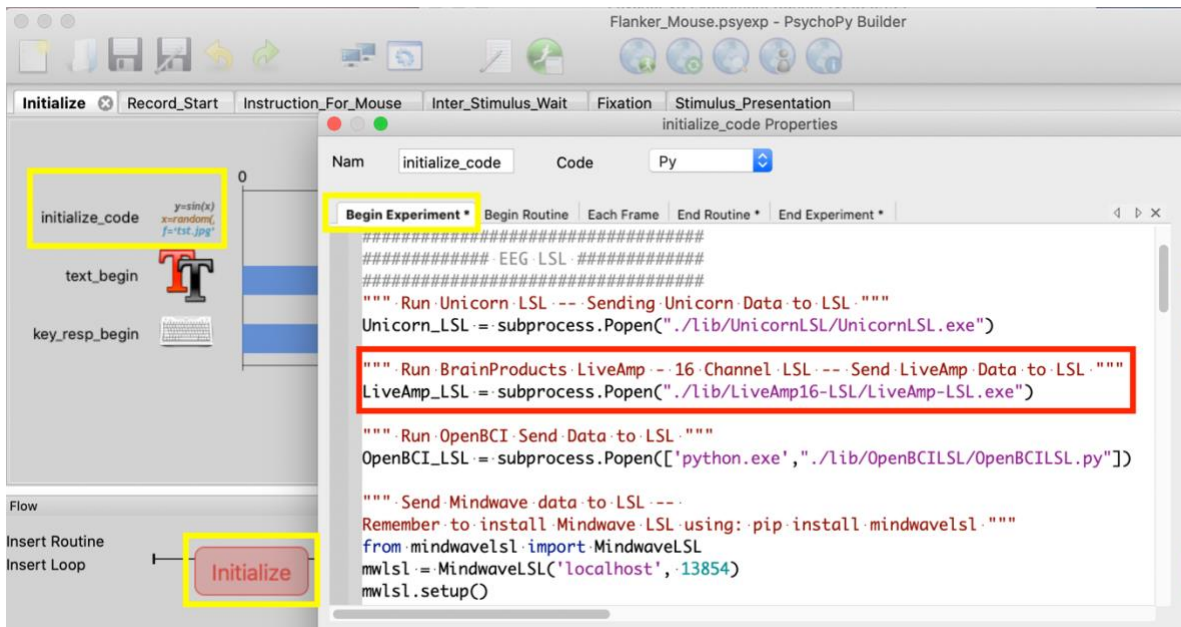 Flanker_Mouse.psyexp - PsychoPy Builder
Initialize Record_Start Instruction_For_Mouse Inter_Stimulus_Wait Fixation Stimulus_Presentation
initialize_code Properties
Nam initialize_code Code Py
0
initialize_code
y=sin(x)
x=random(,
f='tst.jpg'
text_begin
TT
key_resp_begin
Begin Experiment * Begin Routine Each Frame End Routine * End Experiment *
###################################
############# EEG LSL #############
###################################
""" Run Unicorn LSL -- Sending Unicorn Data to LSL """
Unicorn_LSL = subprocess.Popen("./lib/UnicornLSL/UnicornLSL.exe")
""" Run BrainProducts LiveAmp - 16 Channel LSL -- Send LiveAmp Data to LSL """
LiveAmp_LSL = subprocess.Popen("./lib/LiveAmp16-LSL/LiveAmp-LSL.exe")
""" Run OpenBCI Send Data to LSL """
OpenBCI_LSL = subprocess.Popen(['python.exe',"./lib/OpenBCILSL/OpenBCILSL.py"])
""" Send Mindwave data to LSL --
Remember to install Mindwave LSL using: pip install mindwavelsl """
from mindwavelsl import MindwaveLSL
mwlsl = MindwaveLSL('localhost', 13854)
mwlsl.setup()
Flow
Insert Routine
Insert Loop
Initialize